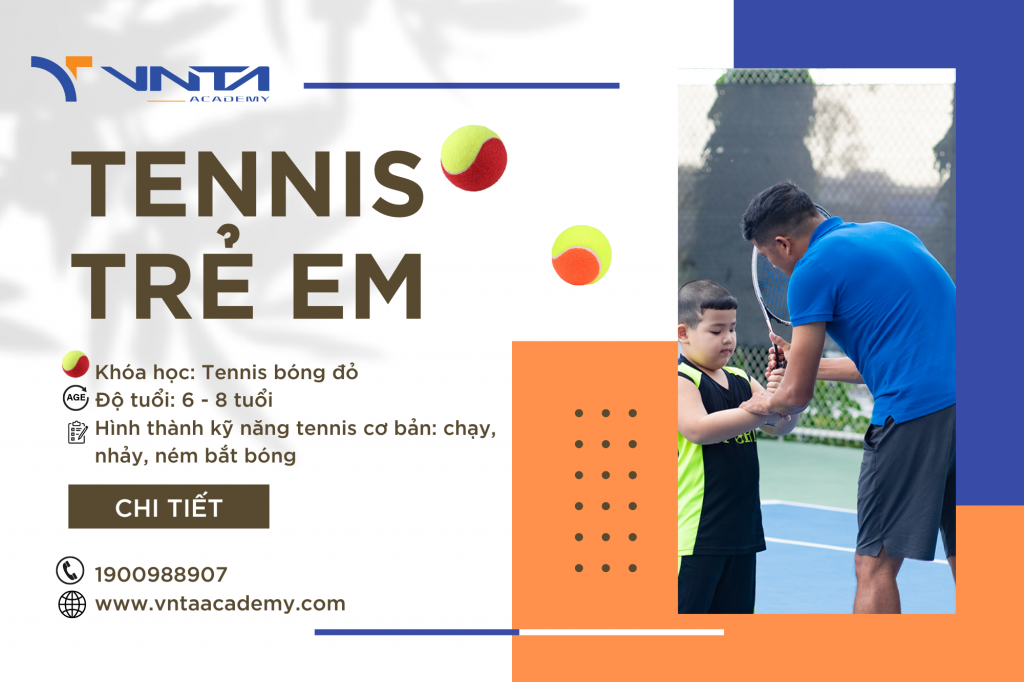 VNTA
ACADEMY
TENNIS
TRẺ EM
Khóa học: Tennis bóng đỏ
AGE
Độ tuổi: 6 - 8 tuổi
Hình thành kỹ năng tennis cơ bản: chạy,
nhảy, ném bắt bóng
CHI TIẾT
1900988907
www.vntaacademy.com